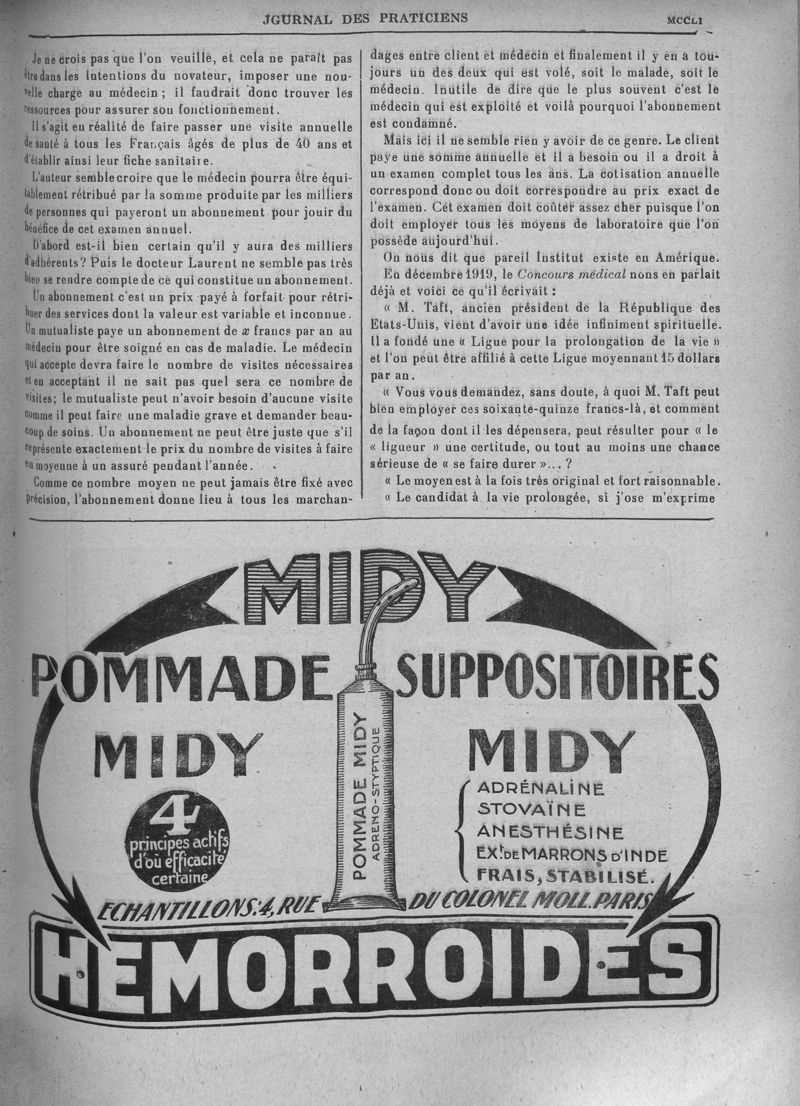 JOURNAL DES PRATICIENS
MCCLI
Je ne crois pas que l'on veuille, et cela ne paraît pas
être dans les intentions du novateur, imposer une nou-
velle charge au médecin ; il faudrait donc trouver les
ressources pour assurer son fonctionnement.
Il s'agit en réalité de faire passer une visite annuelle
de santé à tous les Français âgés de plus de 40 ans et
d'établir ainsi leur fiche sanitaire.
L'auteur semble croire que le médecin pourra être équi-
tablement rétribué par la somme produite par les milliers
de personnes qui payeront un abonnement pour jouir du
bénéfice de cet examen annuel.
D'abord est-il bien certain qu'il y aura des milliers
d'adhérents ? Puis le docteur Laurent ne semble pas très
bien se rendre compte de ce qui constitue un abonnement.
Un abonnement c'est un prix payé à forfait pour rétri-
buer des services dont la valeur est variable et inconnue.
Un mutualiste paye un abonnement de x francs par an au
médecin pour être soigné en cas de maladie. Le médecin
qui accepte devra faire le nombre de visites nécessaires
et en acceptant il ne sait pas quel sera ce nombre de
visites; le mutualiste peut n'avoir besoin d'aucune visite
comme il peut faire une maladie grave et demander beau-
coup de soins. Un abonnement ne peut être juste que s'il
représente exactement le prix du nombre de visites à faire
en moyenne à un assuré pendant l'année.
Comme ce nombre moyen ne peut jamais être fixé avec
précision, l'abonnement donne lieu à tous les marchan-
dages entre client et médecin et finalement il y en a tou-
jours un des deux qui est volé, soit le malade, soit le
médecin. Inutile de dire que le plus souvent c'est le
médecin qui est exploité et voilà pourquoi l'abonnement
est condamné.
Mais ici il ne semble rien y avoir de ce genre. Le client
paye une somme annuelle et il a besoin ou il a droit à
un examen complet tous les ans. La cotisation annuelle
correspond donc ou doit correspondre au prix exact de
l'examen. Cet examen doit coûter assez cher puisque l'on
doit employer tous les moyens de laboratoire que l'on
possède aujourd'hui.
On nous dit que pareil Institut existe en Amérique.
En décembre 1919, le Concours médical nous en parlait
déjà et voici ce qu'il écrivait :
« M. Taft, ancien président de la République des
Etats-Unis, vient d'avoir une idée infiniment spirituelle.
Il a fondé une « Ligue pour la prolongation de la vie »
et l'on peut être affilié à cette Ligue moyennant 15 dollars
par an.
« Vous vous demandez, sans doute, à quoi M. Taft peut
bien employer ces soixante-quinze francs-là, et comment
de la façon dont il les dépensera, peut résulter pour « le
« ligueur » une certitude, ou tout au moins une chance
sérieuse de « se faire durer »... ?
« Le moyen est à la fois très original et fort raisonnable.
« Le candidat à la vie prolongée, si j'ose m'exprime
MIDY
POMMADE
MIDY
4
principes actifs
d'où efficacité
certaine
POMMADE MIDY
ADRENO-STYPTIQUE
SUPPOSITOIRES
MIDY
ADRÉNALINE
STOVAÏNE
ANESTHÉSINE
EXt. DE MARRONS D'INDE
FRAIS, STABILISÉ.
ECHANTILLONS: 4, RUE DU COLONEL MOLL. PARIS
HEMORROIDES